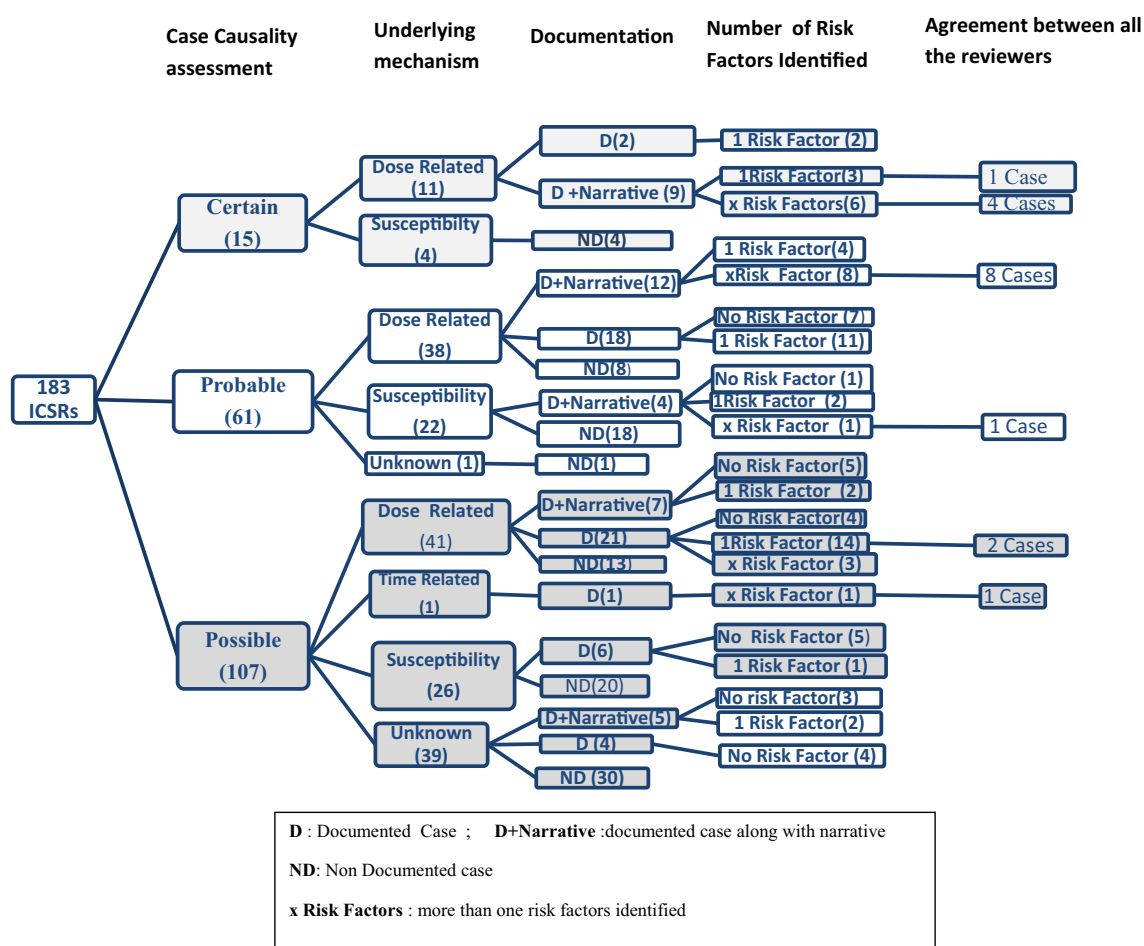 Case Causality
assessment
Underlying
mechanism
Documentation
Number of Risk
Factors Identified
Agreement between all
the reviewers
183
ICSRs
Certain
(15)
Dose Related
(11)
D(2)
1 Risk Factor (2)
D +Narrative (9)
1Risk Factor(3)
1 Case
x Risk Factors(6)
4 Cases
Susceptibilty
(4)
ND(4)
Probable
(61)
Dose Related
(38)
D+Narrative(12)
1 Risk Factor(4)
xRisk Factor (8)
8 Cases
D(18)
No Risk Factor (7)
1 Risk Factor (11)
ND(8)
Susceptibility
(22)
D+Narrative(4)
No Risk Factor (1)
1Risk Factor (2)
x Risk Factor (1)
1 Case
ND(18)
Unknown (1)
ND(1)
Possible
(107)
Dose Related
(41)
D+Narrative(7)
No Risk Factor(5)
1 Risk Factor (2)
D(21)
No Risk Factor(4)
1Risk Factor (14)
2 Cases
x Risk Factor (3)
ND(13)
Time Related
(1)
D(1)
x Risk Factor (1)
1 Case
Susceptibility
(26)
D(6)
No Risk Factor (5)
1 Risk Factor (1)
ND(20)
Unknown
(39)
D+Narrative(5)
No risk Factor(3)
1 Risk Factor(2)
D (4)
No Risk Factor (4)
ND (30)
D : Documented Case ; D+Narrative :documented case along with narrative
ND: Non Documented case
x Risk Factors : more than one risk factors identified